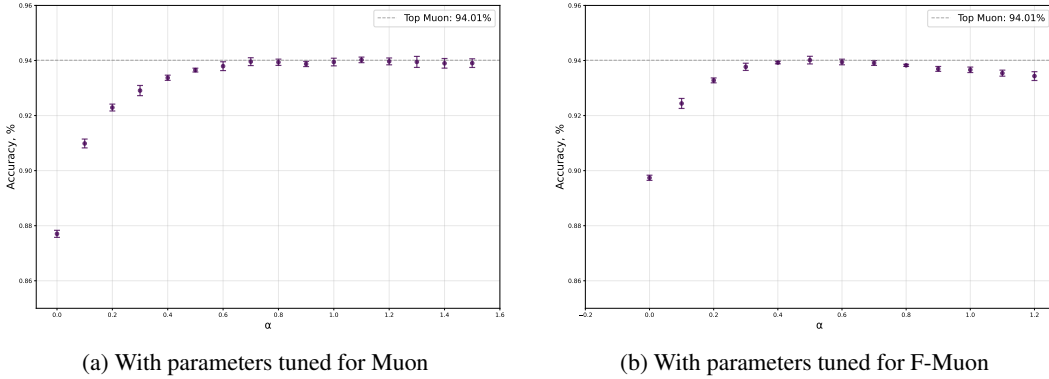 0.96
0.94
0.92
0.90
0.88
0.86
Accuracy, %
Top Muon: 94.01%
0.0 0.2 0.4 0.6 0.8 1.0 1.2 1.4 1.6
α
(a) With parameters tuned for Muon
0.96
0.94
0.92
0.90
0.88
0.86
Accuracy, %
Top Muon: 94.01%
−0.2 0.0 0.2 0.4 0.6 0.8 1.0 1.2
α
(b) With parameters tuned for F-Muon